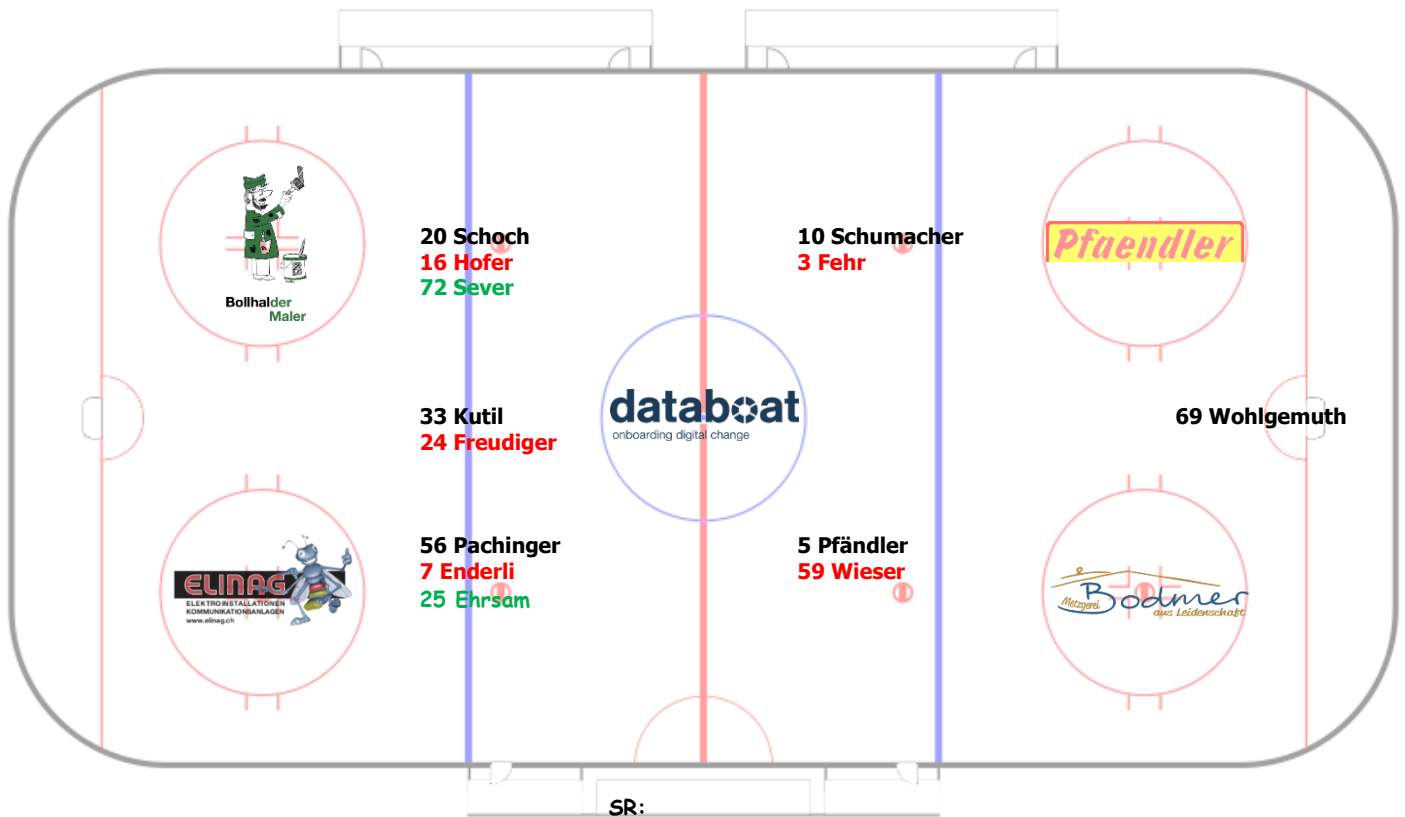 20 Schoch
16 Hofer
72 Sever
10 Schumacher
3 Fehr
Pfaendler
Bollhalder
Maler
databoat
onboarding digital change
33 Kutil
24 Freudiger
69 Wohlgemuth
56 Pachinger
7 Enderli
25 Ehrsam
5 Pfändler
59 Wieser
ELINAG
ELEKTROINSTALLATIONEN
KOMMUNIKATIONSANLAGEN
www.elinag.ch
Metzgerei Bodmer
aus Leidenschaft
SR: